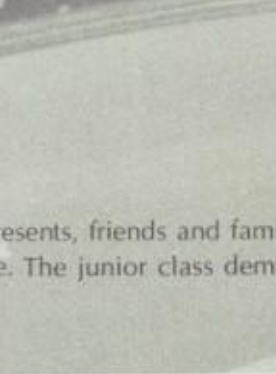 esents, friends and fam
e. The junior class dem